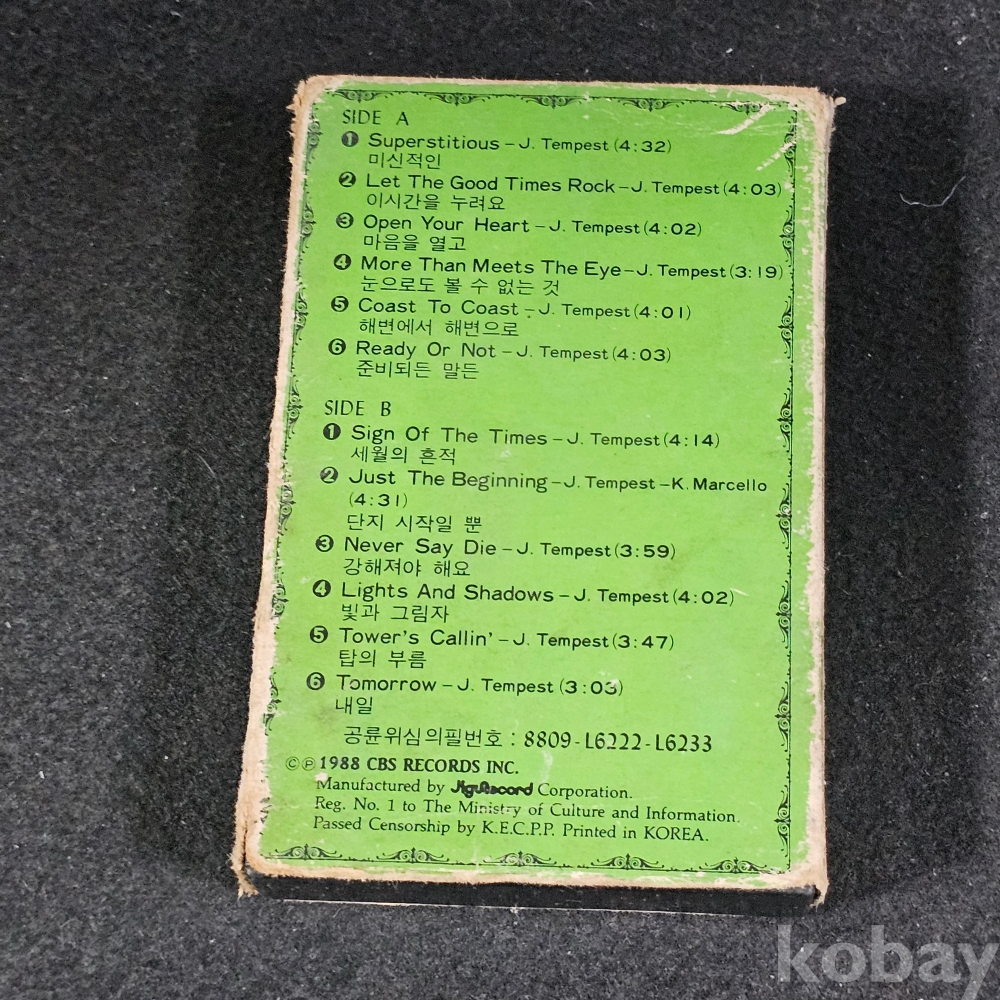 SIDE A
❶ Superstitious – J. Tempest (4:32)
미신적인
❷ Let The Good Times Rock – J. Tempest (4:03)
이시간을 누려요
❸ Open Your Heart – J. Tempest (4:02)
마음을 열고
❹ More Than Meets The Eye – J. Tempest (3:19)
눈으로도 볼 수 없는 것
❺ Coast To Coast – J. Tempest (4:01)
해변에서 해변으로
❻ Ready Or Not – J. Tempest (4:03)
준비되든 말든
SIDE B
❶ Sign Of The Times – J. Tempest (4:14)
세월의 흔적
❷ Just The Beginning – J. Tempest – K. Marcello
(4:31)
단지 시작일 뿐
❸ Never Say Die – J. Tempest (3:59)
강해져야 해요
❹ Lights And Shadows – J. Tempest (4:02)
빛과 그림자
❺ Tower's Callin' – J. Tempest (3:47)
탑의 부름
❻ Tomorrow – J. Tempest (3:03)
내일
공륜위심의필번호 : 8809-L6222-L6233
©℗ 1988 CBS RECORDS INC.
Manufactured by JiguRecord Corporation.
Reg. No. 1 to The Ministry of Culture and Information.
Passed Censorship by K.E.C.P.P. Printed in KOREA.
kobay